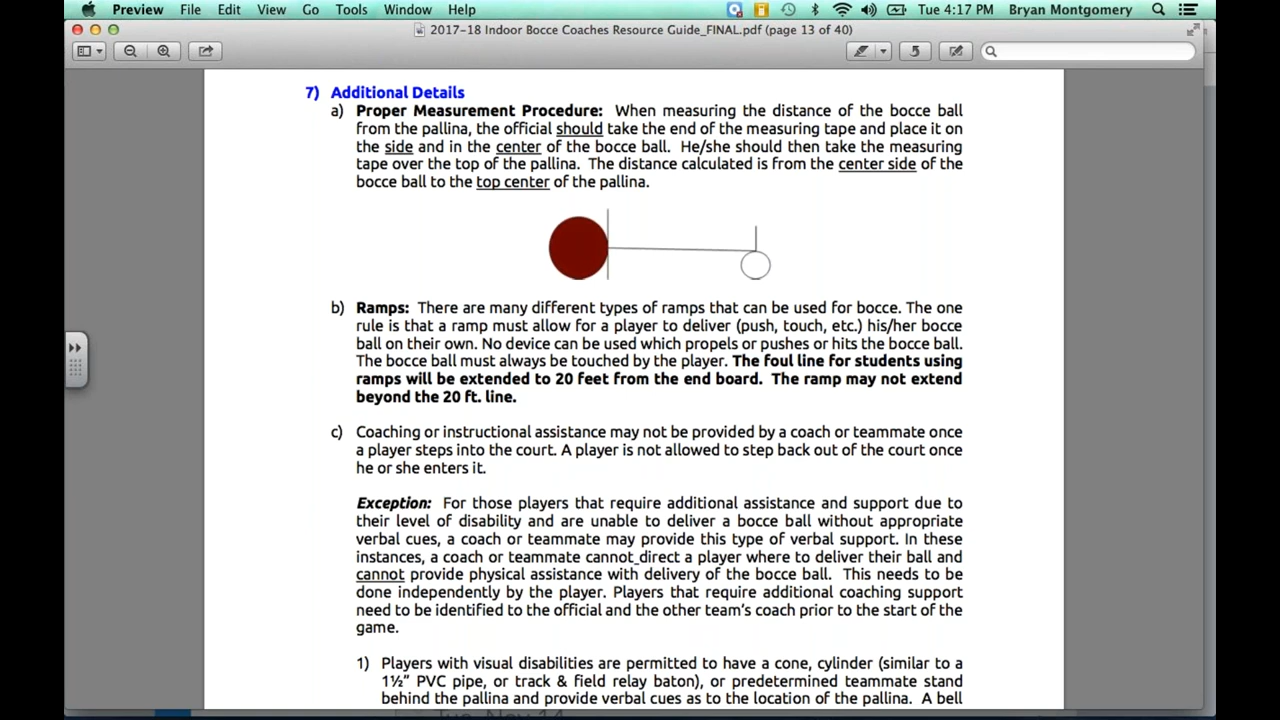 Preview File Edit View Go Tools Window Help Tue 4:17 PM Bryan Montgomery
2017-18 Indoor Bocce Coaches Resource Guide_FINAL.pdf (page 13 of 40)
7) Additional Details
a) Proper Measurement Procedure: When measuring the distance of the bocce ball
from the pallina, the official should take the end of the measuring tape and place it on
the side and in the center of the bocce ball. He/she should then take the measuring
tape over the top of the pallina. The distance calculated is from the center side of the
bocce ball to the top center of the pallina.
b) Ramps: There are many different types of ramps that can be used for bocce. The one
rule is that a ramp must allow for a player to deliver (push, touch, etc.) his/her bocce
ball on their own. No device can be used which propels or pushes or hits the bocce ball.
The bocce ball must always be touched by the player. The foul line for students using
ramps will be extended to 20 feet from the end board. The ramp may not extend
beyond the 20 ft. line.
c) Coaching or instructional assistance may not be provided by a coach or teammate once
a player steps into the court. A player is not allowed to step back out of the court once
he or she enters it.
Exception: For those players that require additional assistance and support due to
their level of disability and are unable to deliver a bocce ball without appropriate
verbal cues, a coach or teammate may provide this type of verbal support. In these
instances, a coach or teammate cannot direct a player where to deliver their ball and
cannot provide physical assistance with delivery of the bocce ball. This needs to be
done independently by the player. Players that require additional coaching support
need to be identified to the official and the other team's coach prior to the start of the
game.
1) Players with visual disabilities are permitted to have a cone, cylinder (similar to a
1½" PVC pipe, or track & field relay baton), or predetermined teammate stand
behind the pallina and provide verbal cues as to the location of the pallina. A bell